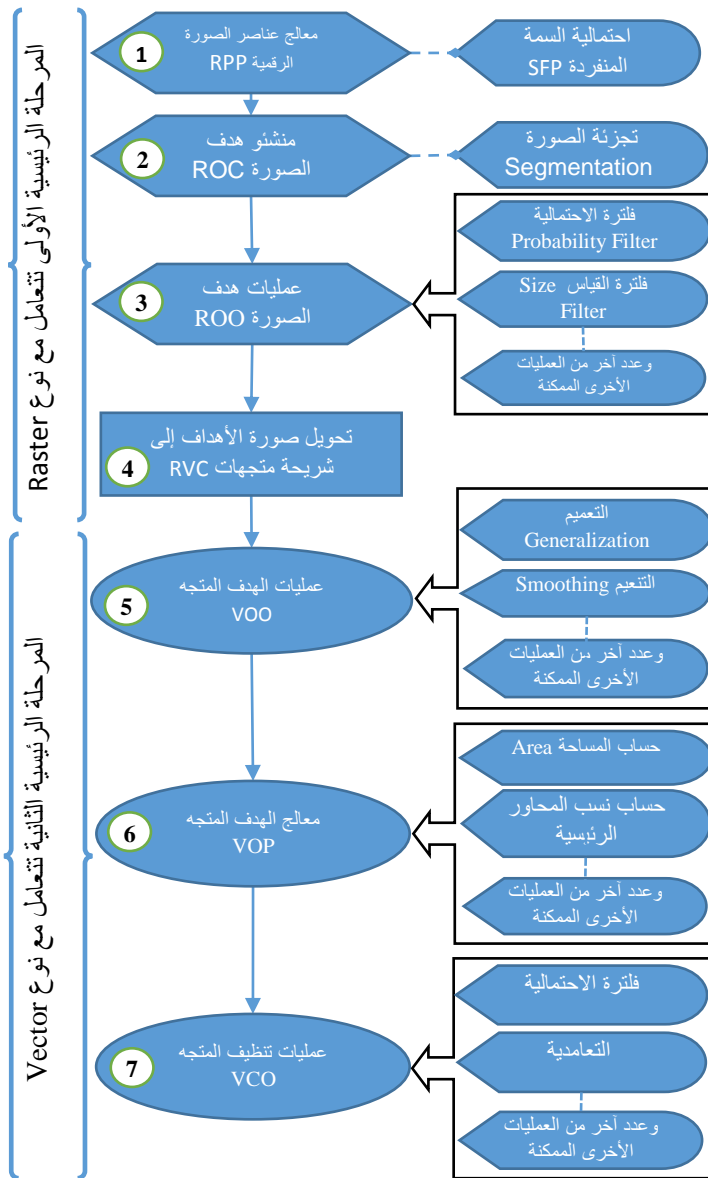 المرحلة الرئيسية الأولى تتعامل مع نوع Raster
1
معالج عناصر الصورة
الرقمية RPP
احتمالية السمة
المنفردة SFP
2
منشئو هدف
الصورة ROC
تجزئة الصورة
Segmentation
3
عمليات هدف
الصورة ROO
فلترة الاحتمالية
Probability Filter
فلترة القياس Size
Filter
وعدد آخر من العمليات
الأخرى الممكنة
4
تحويل صورة الأهداف إلى
شريحة متجهات RVC
المرحلة الرئيسية الثانية تتعامل مع نوع Vector
5
عمليات الهدف المتجه
VOO
التعميم
Generalization
التنعيم Smoothing
وعدد آخر من العمليات
الأخرى الممكنة
6
معالج الهدف المتجه
VOP
حساب المساحة Area
حساب نسب المحاور
الرئيسية
وعدد آخر من العمليات
الأخرى الممكنة
7
عمليات تنظيف المتجه
VCO
فلترة الاحتمالية
التعامدية
وعدد آخر من العمليات
الأخرى الممكنة